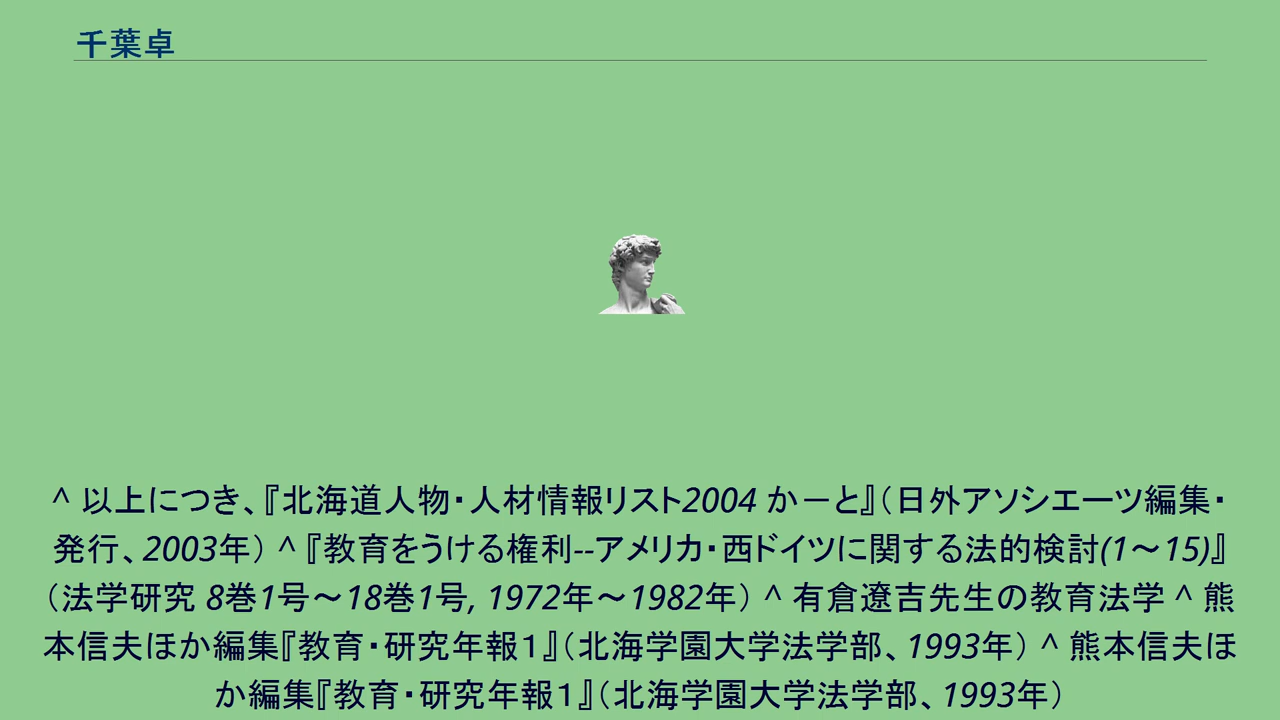 千葉卓
^ 以上につき、『北海道人物・人材情報リスト2004 かーと』（日外アソシエーツ編集・
発行、2003年） ^ 『教育をうける権利--アメリカ・西ドイツに関する法的検討(1～15)』
（法学研究 8巻1号～18巻1号, 1972年～1982年） ^ 有倉遼吉先生の教育法学 ^ 熊
本信夫ほか編集『教育・研究年報１』（北海学園大学法学部、1993年） ^ 熊本信夫ほ
か編集『教育・研究年報１』（北海学園大学法学部、1993年）